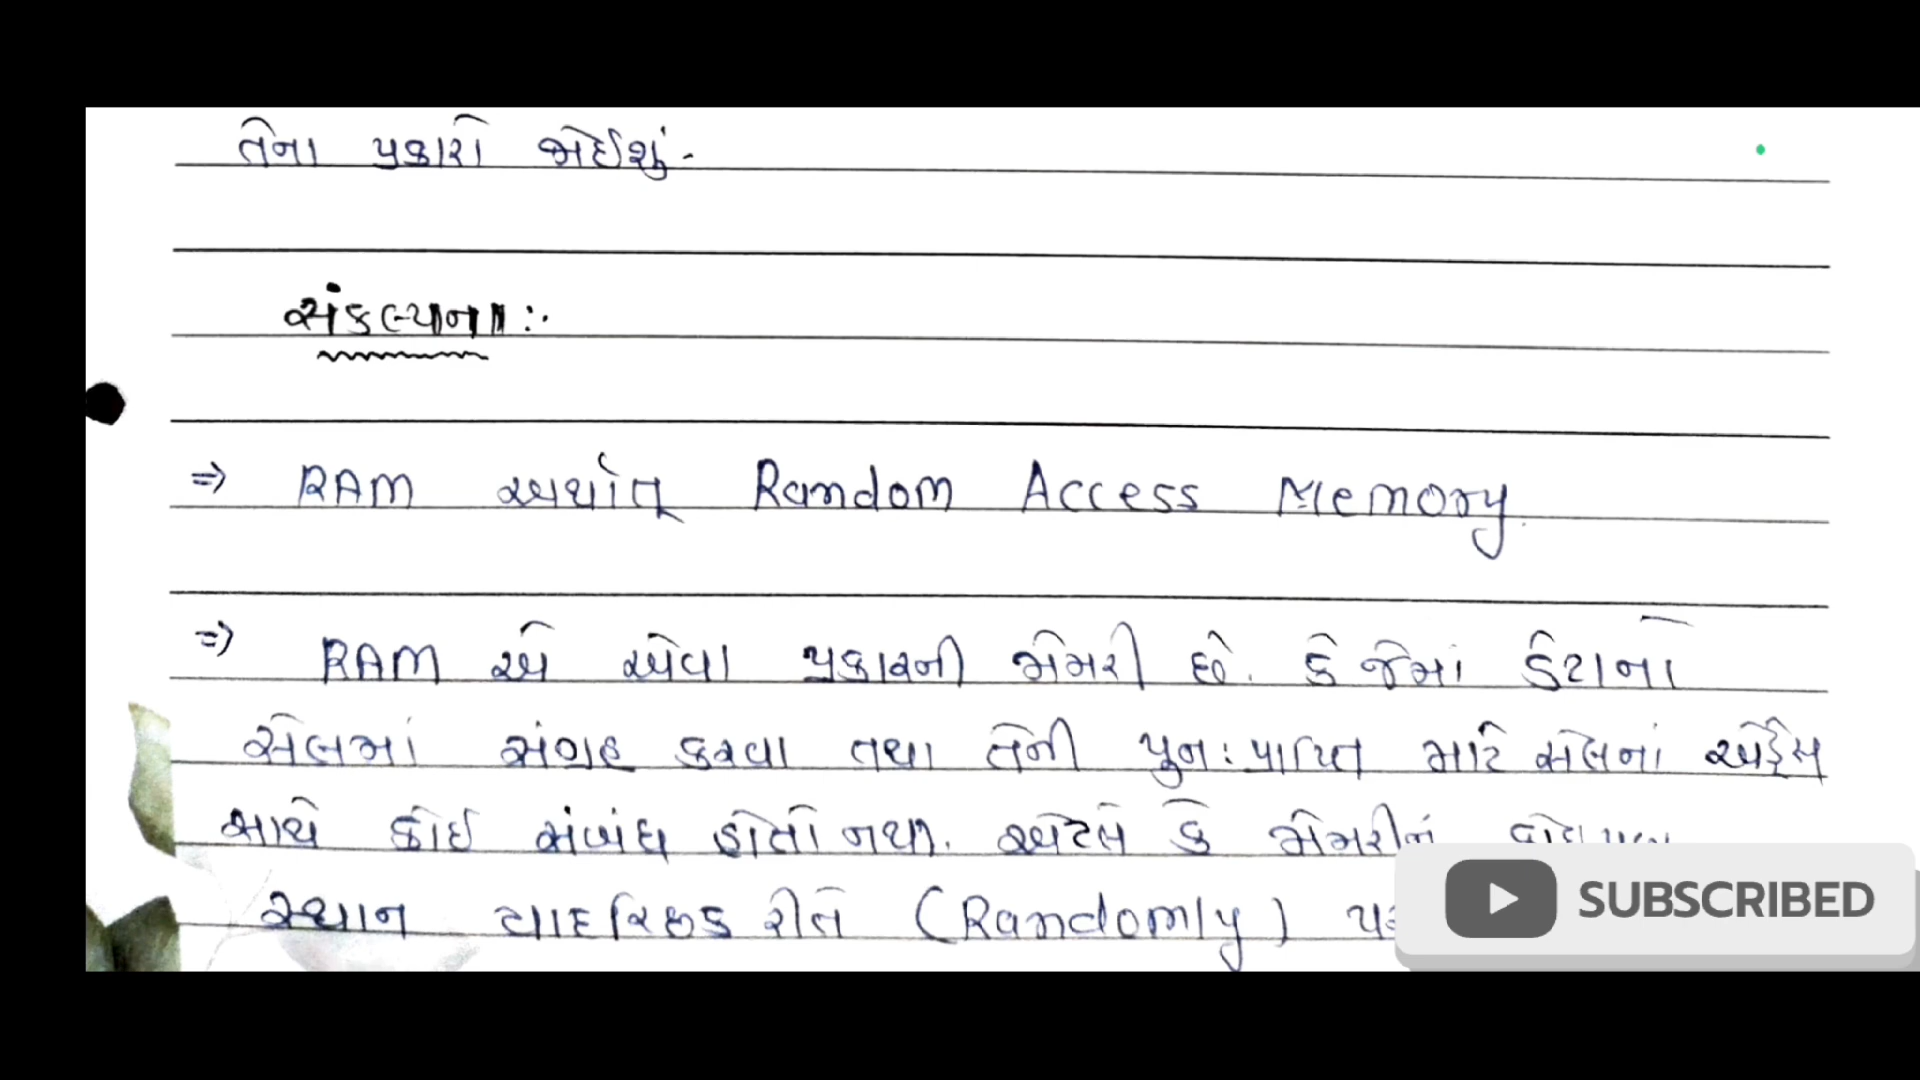 તેના પ્રકારો જોઈશું.
સંકલ્પના :-
⇒ RAM અર્થાત્ Random Access Memory
⇒ RAM એ એવા પ્રકારની મેમરી છે. કે જેમાં ડેટાનો
સેલમાં સંગ્રહ કરવા તથા તેની પુન:પ્રાપ્તિ માટે સેલનાં એડ્રેસ
સાથે કોઈ સંબંધ હોતો નથી. એટલે કે મેમરીનું
સ્થાન યાદચ્છિક રીતે (Randomly)
SUBSCRIBED